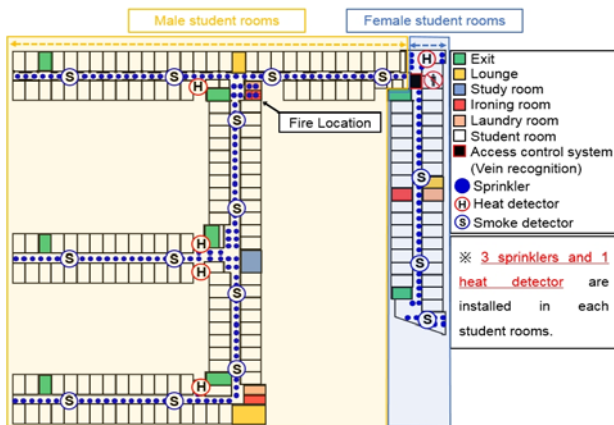 Male student rooms
Female student rooms
H
S
S
S
S
H
S
Fire Location
S
S
S
H
S
S
H
S
S
S
S
S
H
S
Exit
Lounge
Study room
Ironing room
Laundry room
Student room
Access control system
(Vein recognition)
Sprinkler
H Heat detector
S Smoke detector
※ 3 sprinklers and 1
heat detector are
installed in each
student rooms.